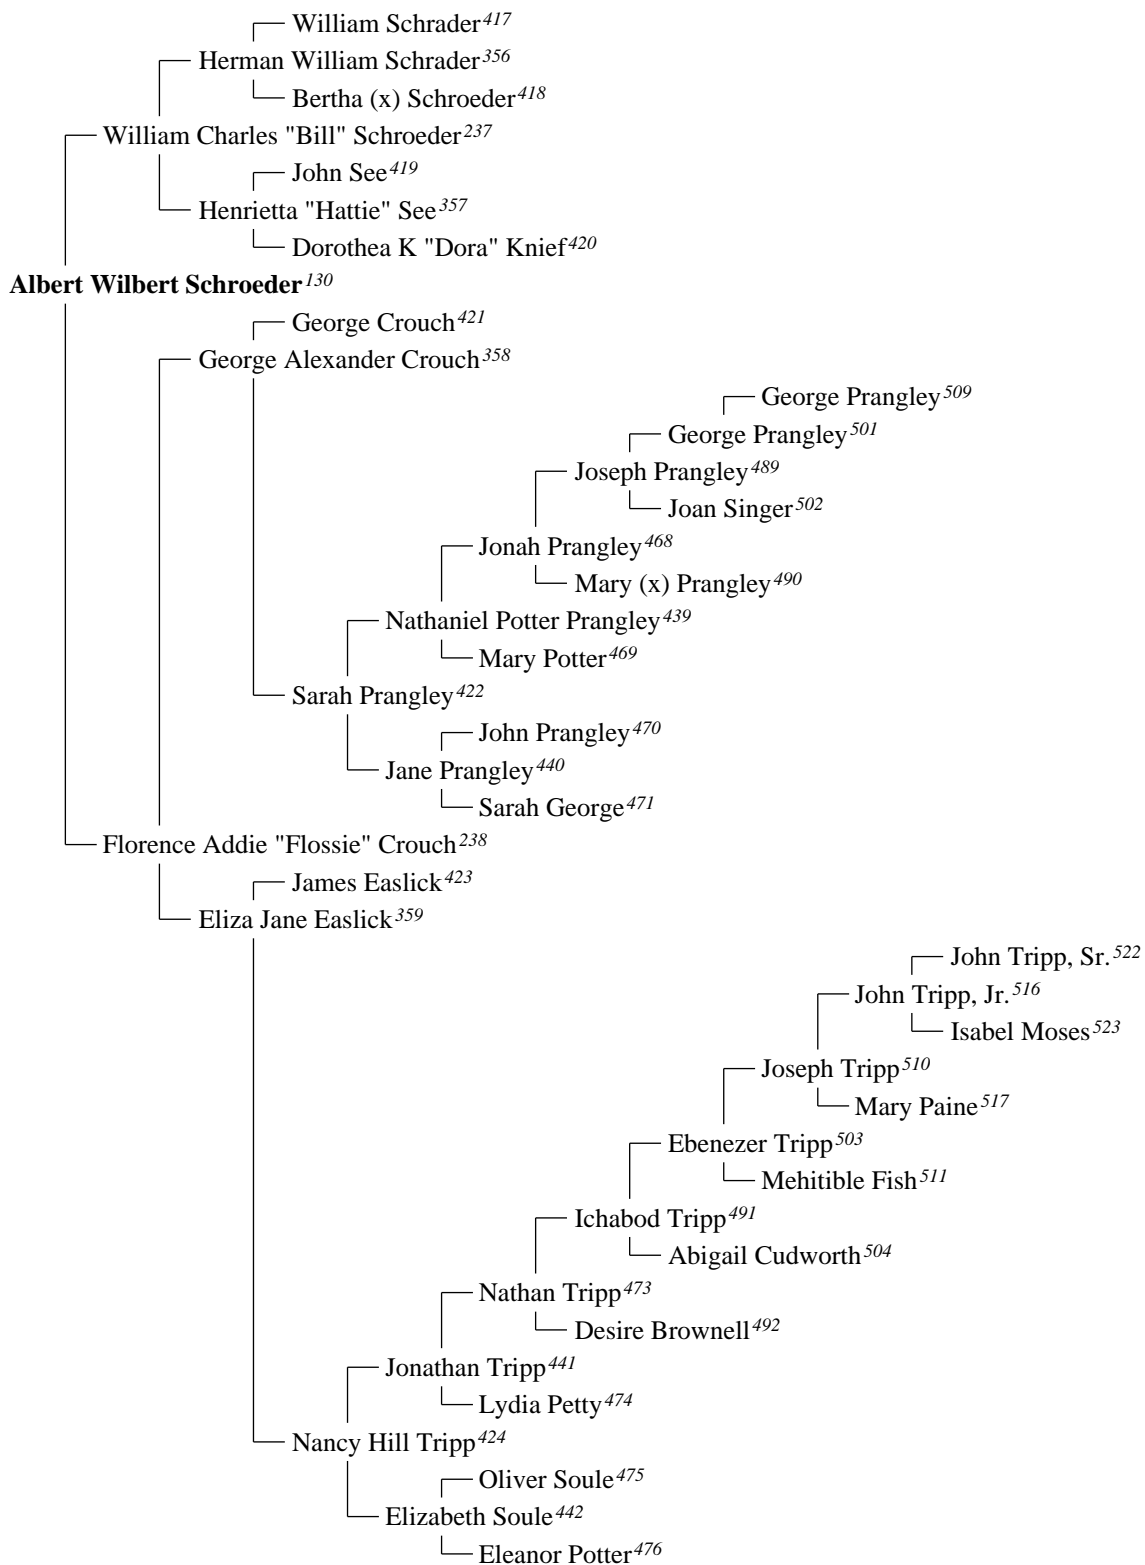 William Schrader417
Herman William Schrader356
Bertha (x) Schroeder418
William Charles "Bill" Schroeder237
John See419
Henrietta "Hattie" See357
Dorothea K "Dora" Knief420
Albert Wilbert Schroeder130
George Crouch421
George Alexander Crouch358
George Prangley509
George Prangley501
Joseph Prangley489
Joan Singer502
Jonah Prangley468
Mary (x) Prangley490
Nathaniel Potter Prangley439
Mary Potter469
Sarah Prangley422
John Prangley470
Jane Prangley440
Sarah George471
Florence Addie "Flossie" Crouch238
James Easlick423
Eliza Jane Easlick359
John Tripp, Sr.522
John Tripp, Jr.516
Isabel Moses523
Joseph Tripp510
Mary Paine517
Ebenezer Tripp503
Mehitible Fish511
Ichabod Tripp491
Abigail Cudworth504
Nathan Tripp473
Desire Brownell492
Jonathan Tripp441
Lydia Petty474
Nancy Hill Tripp424
Oliver Soule475
Elizabeth Soule442
Eleanor Potter476